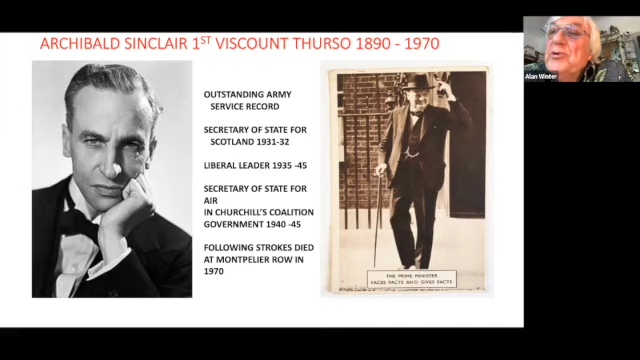 ARCHIBALD SINCLAIR 1ST VISCOUNT THURSO 1890 - 1970
OUTSTANDING ARMY
SERVICE RECORD
SECRETARY OF STATE FOR
SCOTLAND 1931-32
LIBERAL LEADER 1935 -45
SECRETARY OF STATE FOR
AIR
IN CHURCHILL'S COALITION
GOVERNMENT 1940 -45
FOLLOWING STROKES DIED
AT MONTPELIER ROW IN
1970
THE PRIME MINISTER
FACES FACTS AND GIVES FACTS
Alan Winter